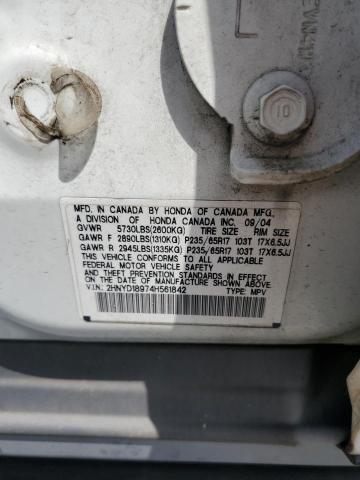 10
MFD. IN CANADA BY HONDA OF CANADA MFG.,
A DIVISION OF HONDA CANADA INC. 09/04
GVWR 5730LBS(2600KG) TIRE SIZE RIM SIZE
GAWR F 2890LBS(1310KG) P235/65R17 103T 17X6.5JJ
GAWR R 2945LBS(1335KG) P235/65R17 103T 17X6.5JJ
THIS VEHICLE CONFORMS TO ALL APPLICABLE
FEDERAL MOTOR VEHICLE SAFETY AND
THEFT PREVENTION STANDARDS IN EFFECT ON
THE DATE OF MANUFACTURE SHOWN ABOVE.
V.I.N.: 2HNYD18974H561842 TYPE: MPV